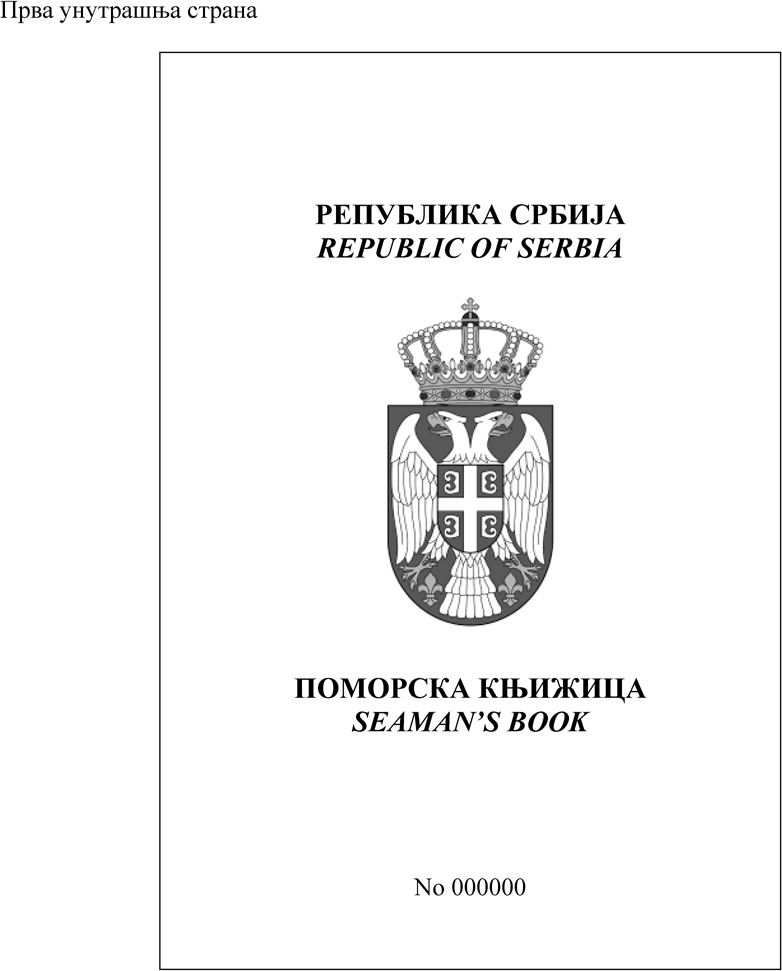 Прва унутрашња страна
РЕПУБЛИКА СРБИЈА
REPUBLIC OF SERBIA
ПОМОРСКА КЊИЖИЦА
SEAMAN’S BOOK
No 000000